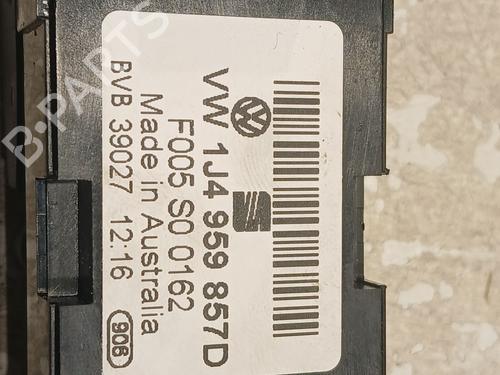 VW 1J4 959 857D
F005 S0 0162
Made in Australia
BVB 39027 12:16
906
B-PARTS